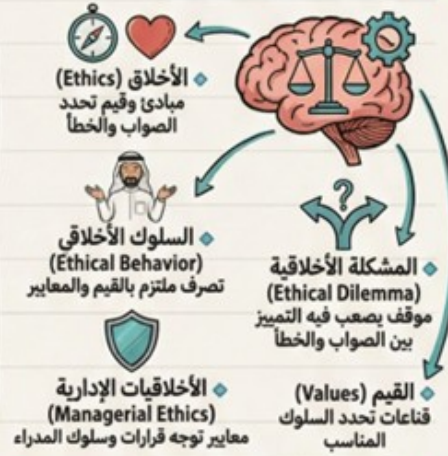 الأخلاق (Ethics)
مبادئ وقيم تحدد
الصواب والخطأ
السلوك الأخلاقي
(Ethical Behavior)
تصرف ملتزم بالقيم والمعايير
?
المشكلة الأخلاقية
(Ethical Dilemma)
موقف يصعب فيه التمييز
بين الصواب والخطأ
الأخلاقيات الإدارية
(Managerial Ethics)
معايير توجه قرارات وسلوك المدراء
القيم (Values)
قناعات تحدد السلوك
المناسب